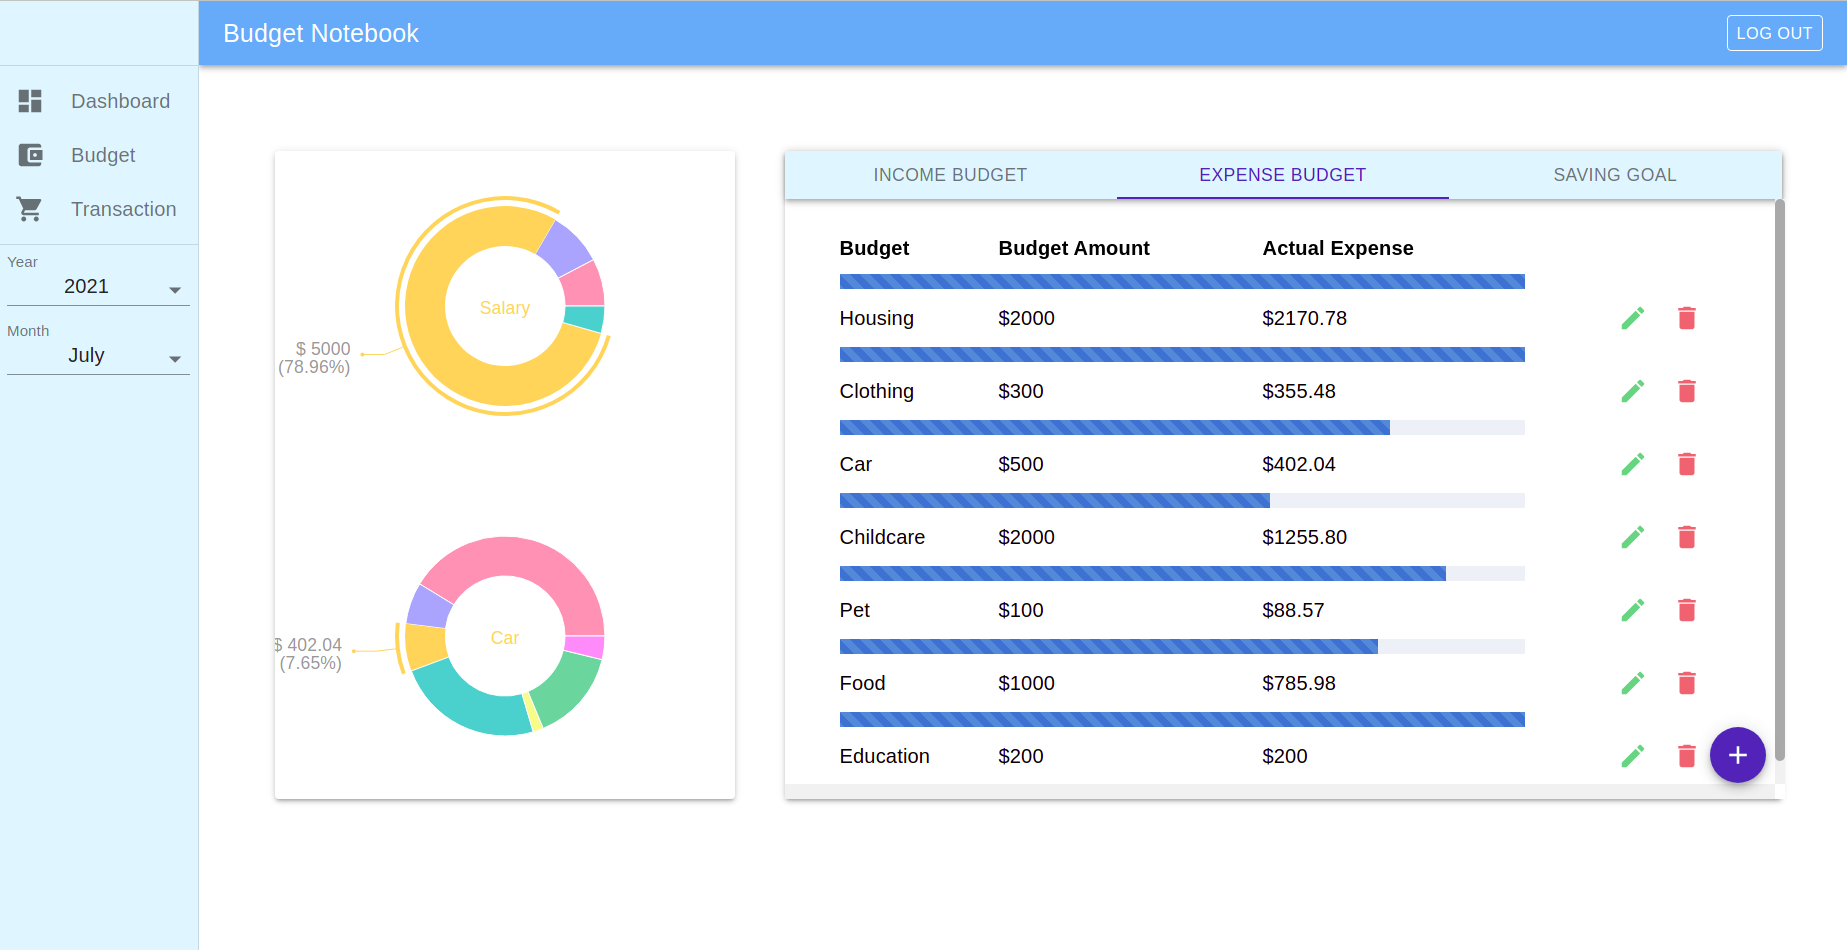 Budget Notebook
LOG OUT
Dashboard
Budget
Transaction
Year
2021
Month
July
Salary
$ 5000
(78.96%)
Car
$ 402.04
(7.65%)
INCOME BUDGET EXPENSE BUDGET SAVING GOAL
Budget Budget Amount Actual Expense
Housing $2000 $2170.78
Clothing $300 $355.48
Car $500 $402.04
Childcare $2000 $1255.80
Pet $100 $88.57
Food $1000 $785.98
Education $200 $200